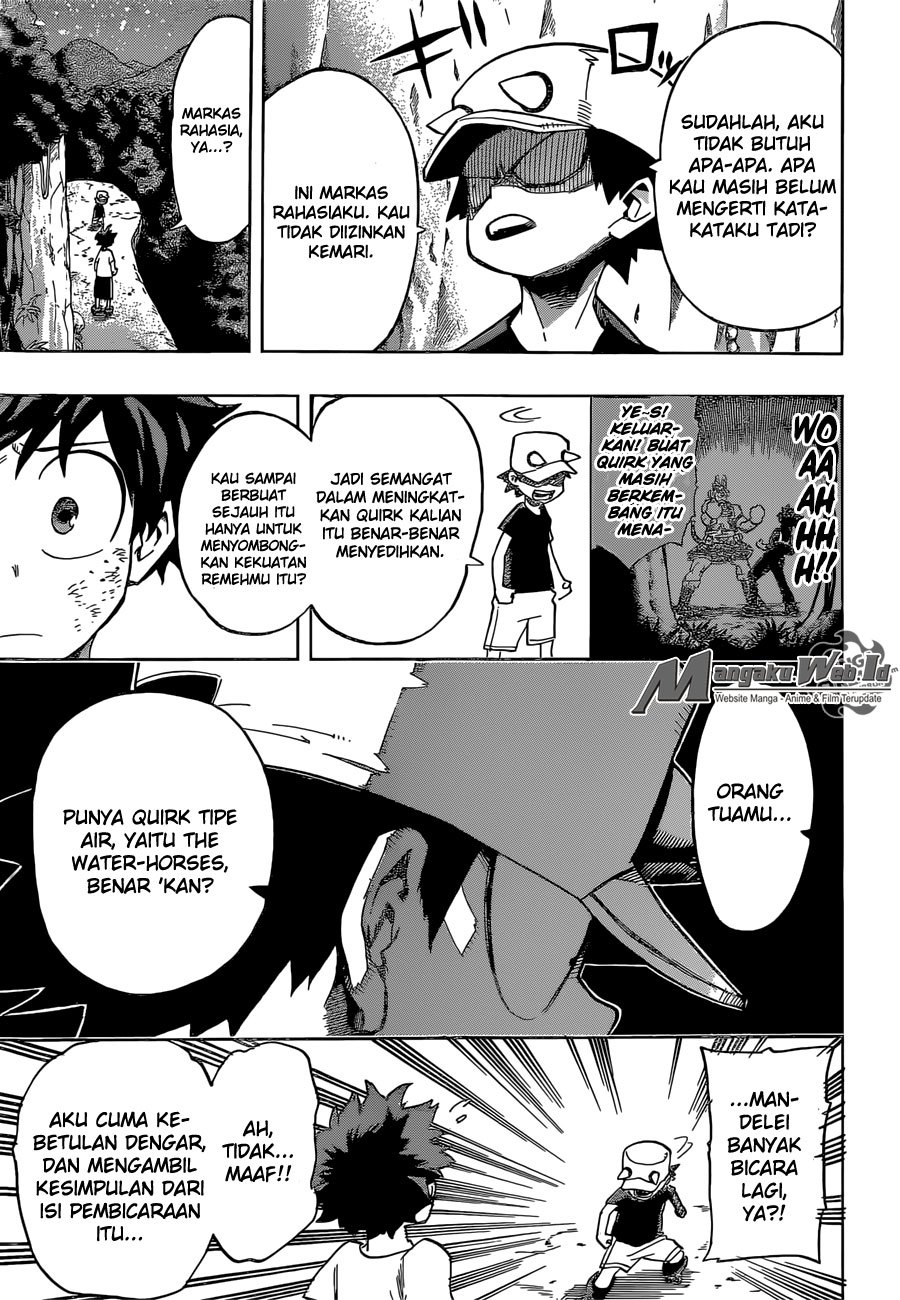 SUDAHLAH, AKU
TIDAK BUTUH
APA-APA. APA
KAU MASIH BELUM
MENGERTI KATA-
KATAKU TADI?
INI MARKAS
RAHASIAKU. KAU
TIDAK DIIZINKAN
KEMARI.
MARKAS
RAHASIA,
YA...?
WO
AA
AHH
HH
H!!
YE~S!
KELUAR-
KAN! BUAT
QUIRK YANG
MASIH
BERKEM-
BANG ITU
MENA-
JADI SEMANGAT
DALAM MENINGKAT-
KAN QUIRK KALIAN
ITU BENAR-BENAR
MENYEDIHKAN.
KAU SAMPAI
BERBUAT
SEJAUH ITU
HANYA UNTUK
MENYOMBONG-
KAN KEKUATAN
REMEHMU ITU?
Mangaku.Web.Id
Website Manga - Anime & Film Terupdate
ORANG
TUAMU...
PUNYA QUIRK TIPE
AIR, YAITU THE
WATER-HORSES,
BENAR 'KAN?
...MAN-
DELEI
BANYAK
BICARA
LAGI,
YA?!
AH,
TIDAK...
MAAF!!
AKU CUMA KE-
BETULAN DENGAR,
DAN MENGAMBIL
KESIMPULAN DARI
ISI PEMBICARAAN
ITU...